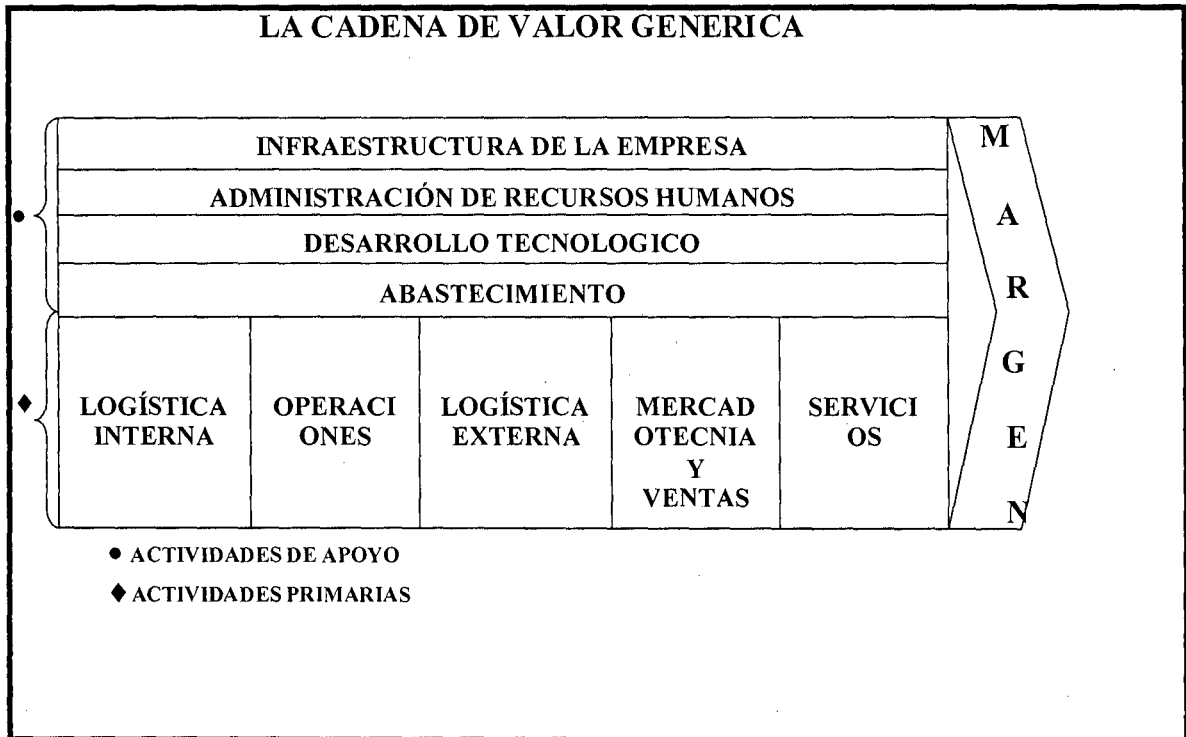 LA CADENA DE VALOR GENERICA
INFRAESTRUCTURA DE LA EMPRESA
ADMINISTRACIÓN DE RECURSOS HUMANOS
DESARROLLO TECNOLOGICO
ABASTECIMIENTO
LOGÍSTICA
INTERNA
OPERACI
ONES
LOGÍSTICA
EXTERNA
MERCAD
OTECNIA
Y
VENTAS
SERVICI
OS
M
A
R
G
E
N
● ACTIVIDADES DE APOYO
♦ ACTIVIDADES PRIMARIAS